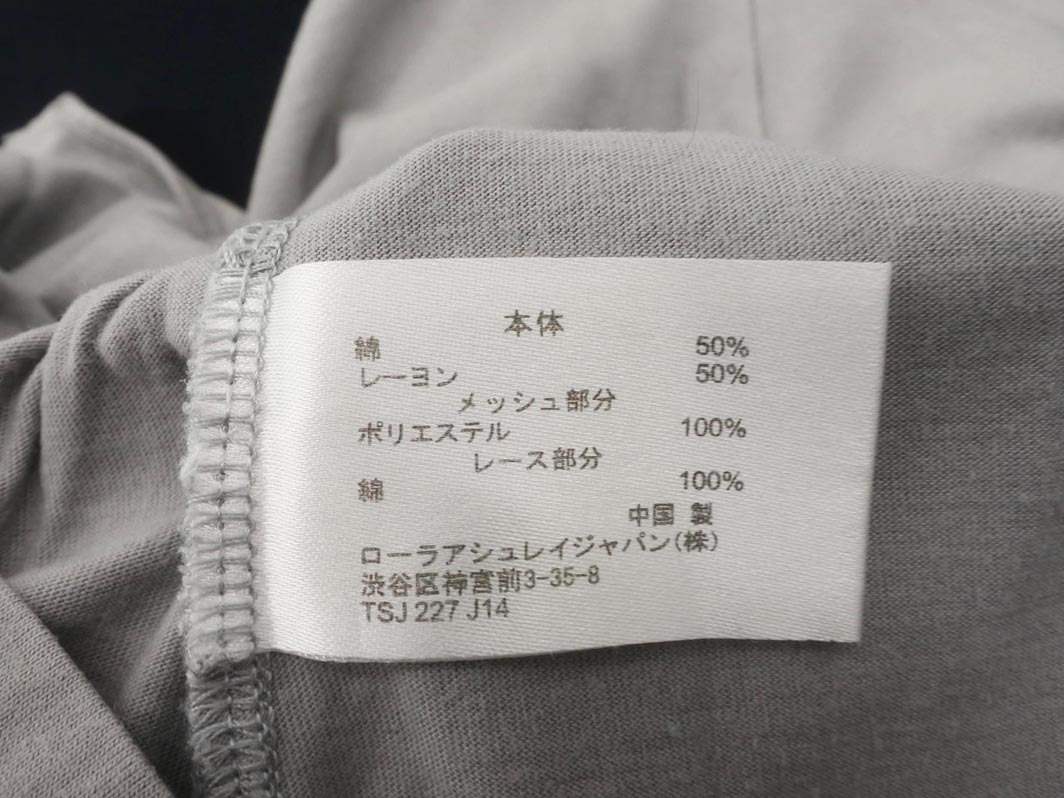 本体
綿 50%
レーヨン 50%
メッシュ部分
ポリエステル 100%
レース部分
綿 100%
中国 製
ローラアシュレイジャパン(株)
渋谷区神宮前3-35-8
TSJ 227 J14